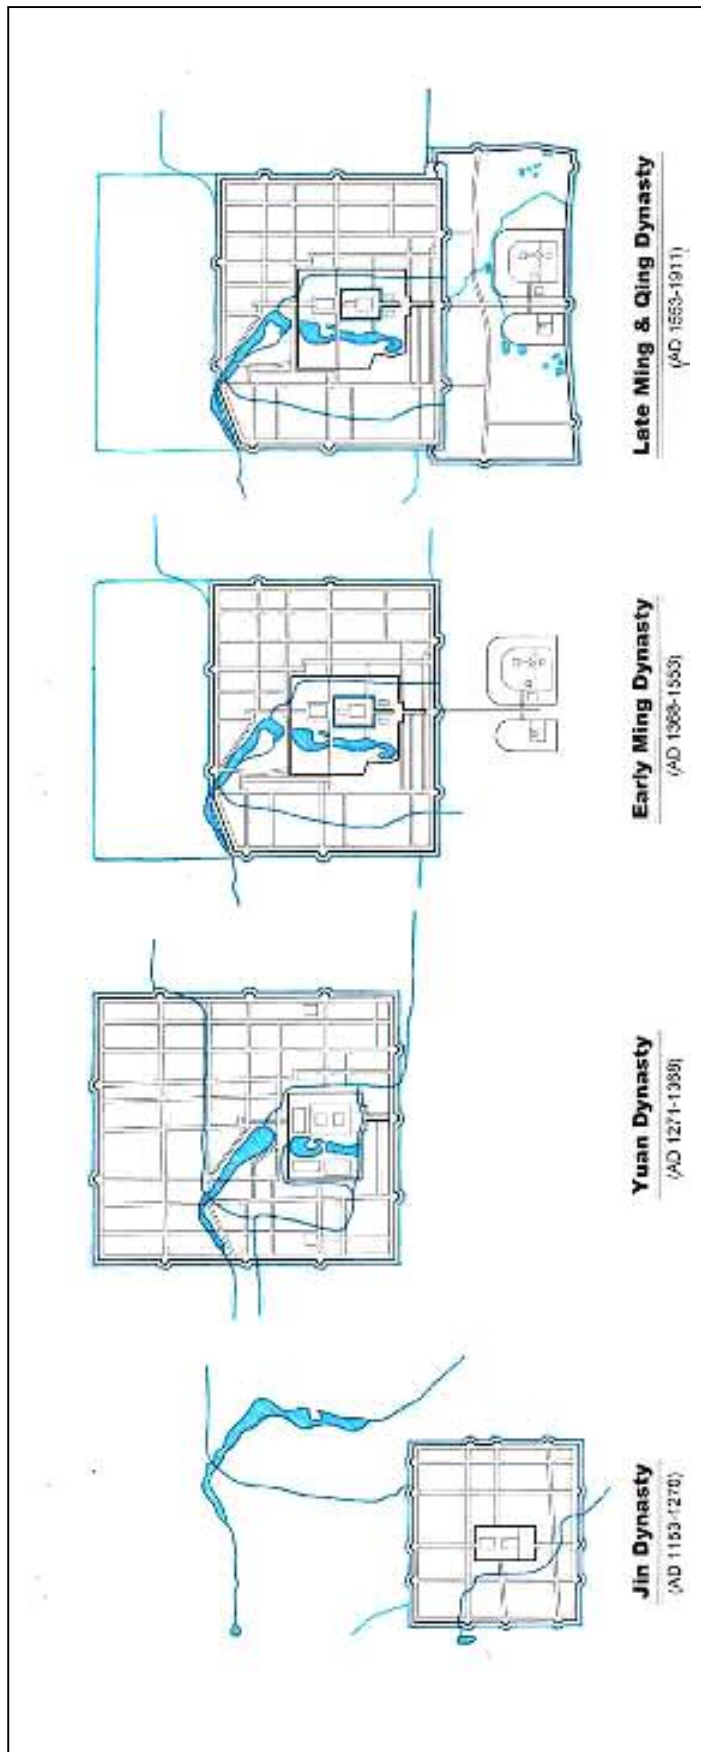 Jin Dynasty
(AD 1153-1270)
Yuan Dynasty
(AD 1271-1368)
Early Ming Dynasty
(AD 1368-1553)
Late Ming & Qing Dynasty
(AD 1553-1911)